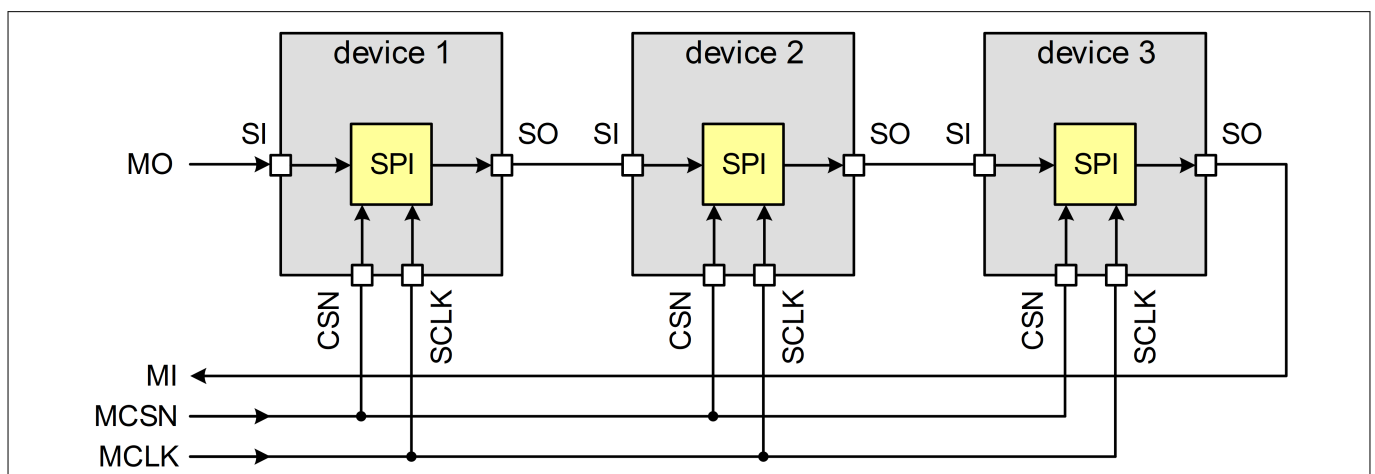 device 1 device 2 device 3
SI SO SI SO SI SO
MO SPI SPI SPI
CSN SCLK CSN SCLK CSN SCLK
MI
MCSN
MCLK